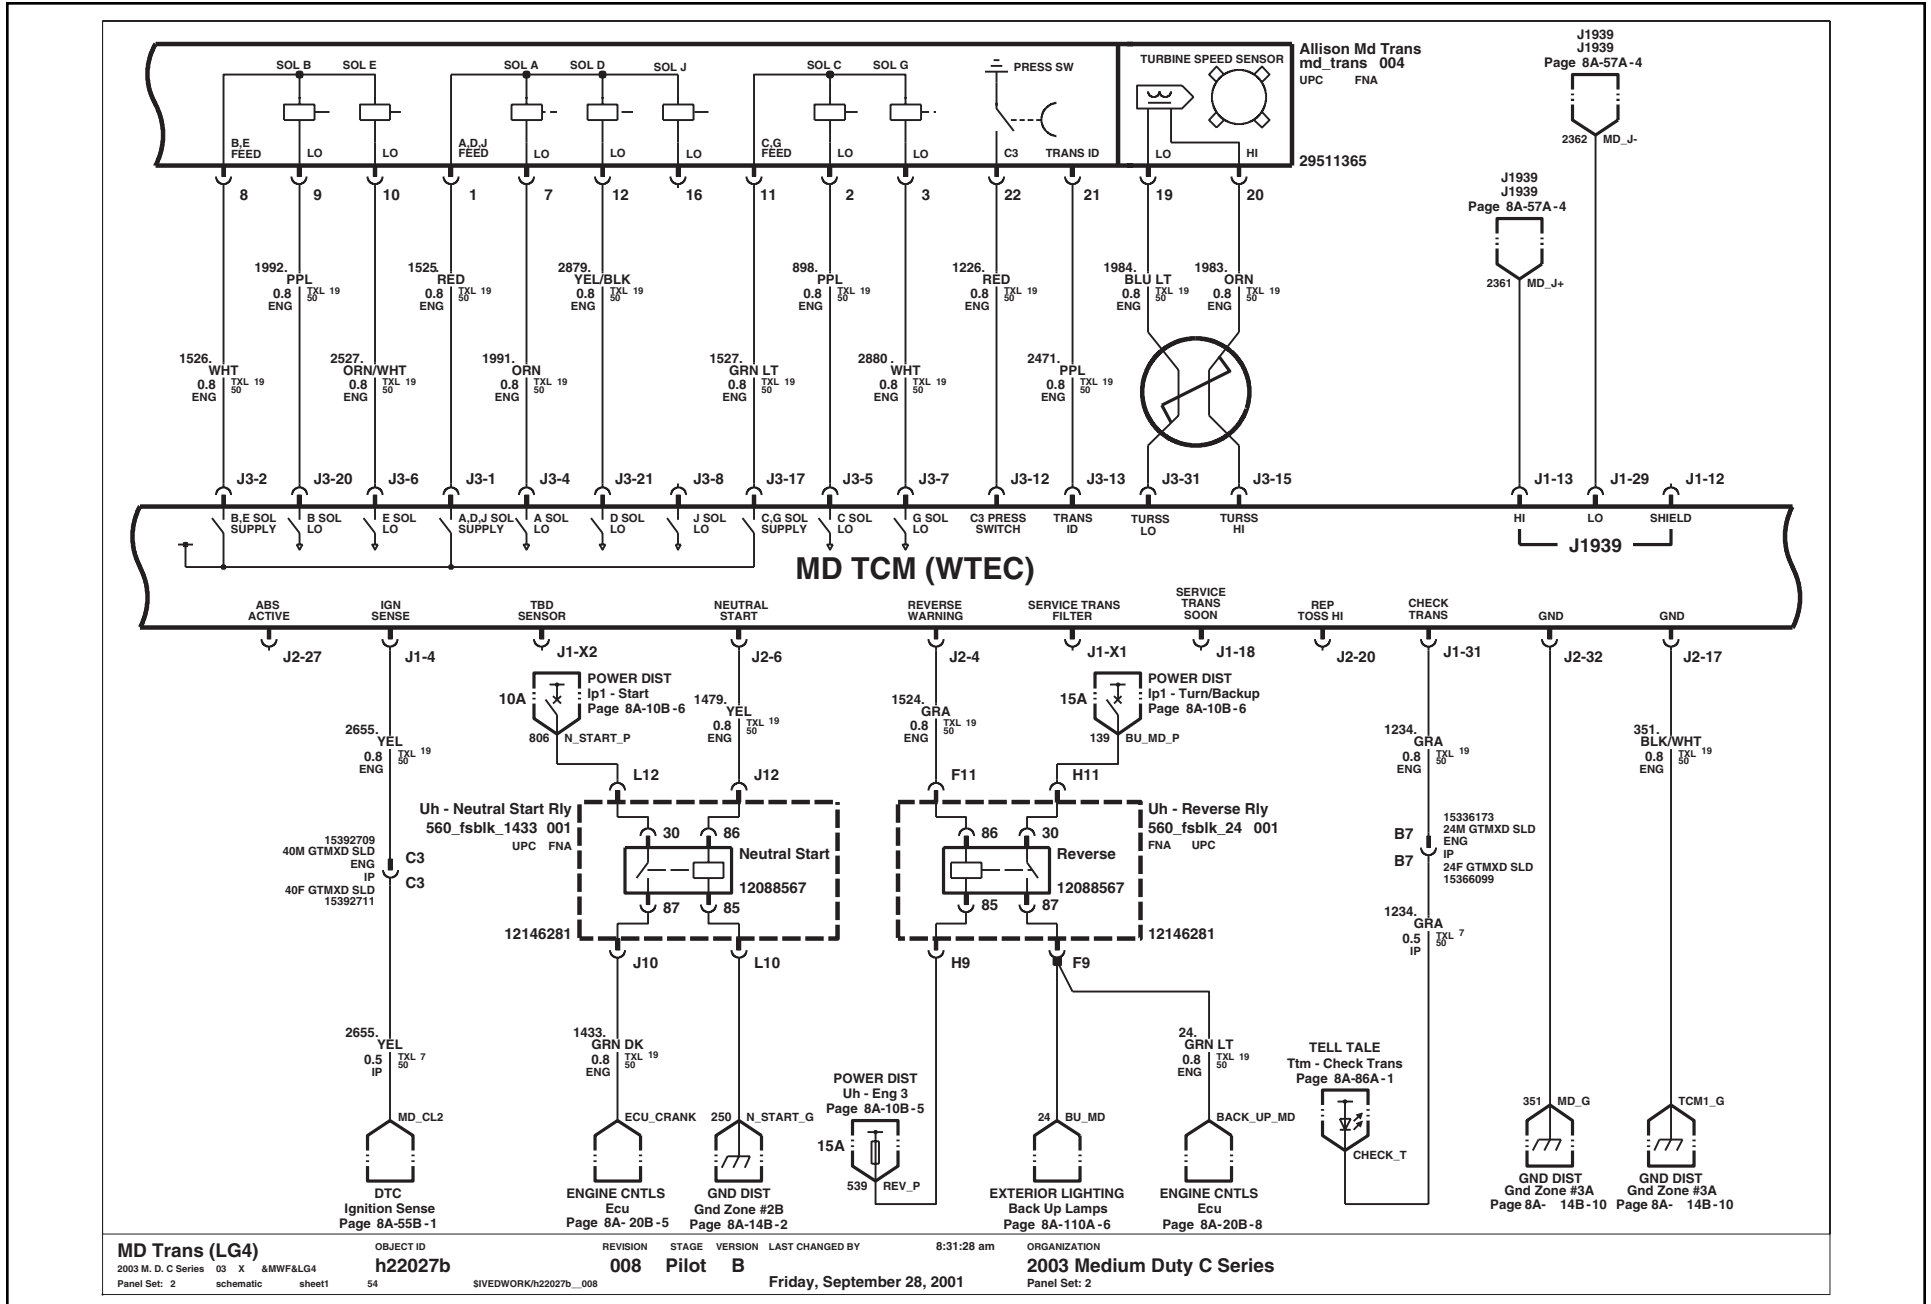 J1939
J1939
Page 8A-57A-4
2362 MD_J-
J1939
J1939
Page 8A-57A-4
2361 MD_J+
Allison Md Trans
md_trans 004
UPC FNA
29511365
SOL B SOL E SOL A SOL D SOL J SOL C SOL G PRESS SW TURBINE SPEED SENSOR
B,E
FEED LO LO
A,D,J
FEED LO LO LO
C,G
FEED LO LO C3 TRANS ID LO HI
8 9 10 1 7 12 16 11 2 3 22 21 19 20
1992.
PPL
0.8 TXL 19
50
ENG
1525.
RED
0.8 TXL 19
50
ENG
2879.
YEL/BLK
0.8 TXL 19
50
ENG
898.
PPL
0.8 TXL 19
50
ENG
1226.
RED
0.8 TXL 19
50
ENG
1984.
BLU LT
0.8 TXL 19
50
ENG
1983.
ORN
0.8 TXL 19
50
ENG
1526.
WHT
0.8 TXL 19
50
ENG
2527.
ORN/WHT
0.8 TXL 19
50
ENG
1991.
ORN
0.8 TXL 19
50
ENG
1527.
GRN LT
0.8 TXL 19
50
ENG
2880.
WHT
0.8 TXL 19
50
ENG
2471.
PPL
0.8 TXL 19
50
ENG
J3-2 J3-20 J3-6 J3-1 J3-4 J3-21 J3-8 J3-17 J3-5 J3-7 J3-12 J3-13 J3-31 J3-15 J1-13 J1-29 J1-12
B,E SOL
SUPPLY
B SOL
LO
E SOL
LO
A,D,J SOL
SUPPLY
A SOL
LO
D SOL
LO
J SOL
LO
C,G SOL
SUPPLY
C SOL
LO
G SOL
LO
C3 PRESS
SWITCH
TRANS
ID
TURSS
LO
TURSS
HI
HI LO SHIELD
J1939
MD TCM (WTEC)
ABS
ACTIVE
IGN
SENSE
TBD
SENSOR
NEUTRAL
START
REVERSE
WARNING
SERVICE TRANS
FILTER
SERVICE
TRANS
SOON
REP
TOSS HI
CHECK
TRANS
GND
GND
J2-27 J1-4 J1-X2 J2-6 J2-4 J1-X1 J1-18 J2-20 J1-31 J2-32 J2-17
10A
POWER DIST
Ip1 - Start
Page 8A-10B-6
806 N_START_P
1479.
YEL
0.8 TXL 19
50
ENG
1524.
GRA
0.8 TXL 19
50
ENG
15A
POWER DIST
Ip1 - Turn/Backup
Page 8A-10B-6
139 BU_MD_P
2655.
YEL
0.8 TXL 19
50
ENG
1234.
GRA
0.8 TXL 19
50
ENG
351.
BLK/WHT
0.8 TXL 19
50
ENG
L12 J12 F11 H11
Uh - Neutral Start Rly
560_fsblk_1433 001
UPC FNA
30 86
Neutral Start
12088567
87 85
12146281
J10 L10
86 30
Reverse
12088567
85 87
Uh - Reverse Rly
560_fsblk_24 001
FNA UPC
12146281
H9 F9
15392709
40M GTMXD SLD
ENG
IP
40F GTMXD SLD
15392711
C3
C3
B7
B7
15336173
24M GTMXD SLD
ENG
IP
24F GTMXD SLD
15366099
1234.
GRA
0.5 TXL 7
50
IP
2655.
YEL
0.5 TXL 7
50
IP
1433.
GRN DK
0.8 TXL 19
50
ENG
24.
GRN LT
0.8 TXL 19
50
ENG
POWER DIST
Uh - Eng 3
Page 8A-10B-5
15A
539 REV_P
TELL TALE
Ttm - Check Trans
Page 8A-86A-1
CHECK_T
MD_CL2
DTC
Ignition Sense
Page 8A-55B-1
ECU_CRANK
ENGINE CNTLS
Ecu
Page 8A- 20B-5
250 N_START_G
GND DIST
Gnd Zone #2B
Page 8A-14B-2
24 BU_MD
EXTERIOR LIGHTING
Back Up Lamps
Page 8A-110A-6
BACK_UP_MD
ENGINE CNTLS
Ecu
Page 8A-20B-8
351 MD_G
GND DIST
Gnd Zone #3A
Page 8A- 14B-10
TCM1_G
GND DIST
Gnd Zone #3A
Page 8A- 14B-10
MD Trans (LG4)
2003 M. D. C Series 03 X &MWF&LG4
Panel Set: 2 schematic sheet1 54
OBJECT ID
h22027b
$IVEDWORK/h22027b__008
REVISION STAGE VERSION LAST CHANGED BY 8:31:28 am
008 Pilot B
Friday, September 28, 2001
ORGANIZATION
2003 Medium Duty C Series
Panel Set: 2